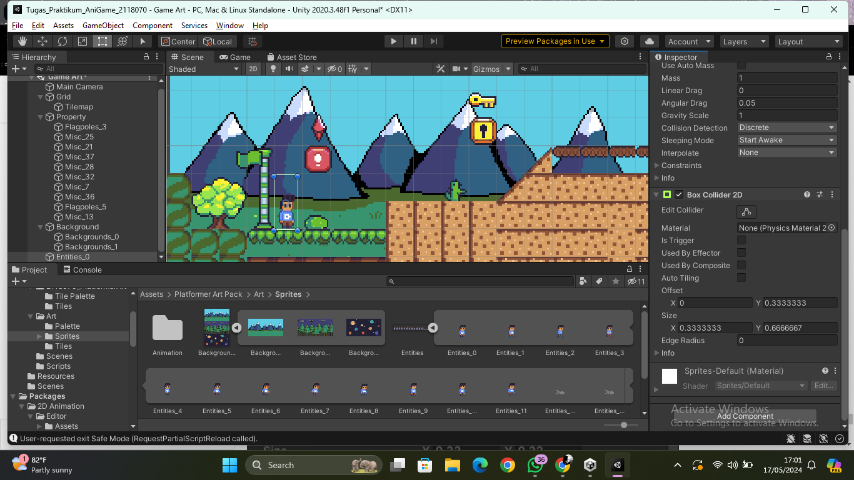 Tugas_Praktikum_AniGame_2118070 - Game Art - PC, Mac & Linux Standalone - Unity 2020.3.48f1 Personal* <DX11>
File Edit Assets GameObject Component Services Window Help
Center Local Preview Packages in Use Account Layers Layout
Hierarchy Scene Game Asset Store Inspector
All Shaded 2D 0 Gizmos All
Game Art*
Main Camera
Grid
Tilemap
Property
Flagpoles_3
Misc_25
Misc_21
Misc_37
Misc_28
Misc_32
Misc_7
Misc_36
Flagpoles_5
Misc_13
Background
Backgrounds_0
Backgrounds_1
Entities_0
Use Auto Mass
Mass 1
Linear Drag 0
Angular Drag 0.05
Gravity Scale 1
Collision Detection Discrete
Sleeping Mode Start Awake
Interpolate None
Constraints
Info
Box Collider 2D
Edit Collider
Material None (Physics Material 2
Is Trigger
Used By Effector
Used By Composite
Auto Tiling
Offset
X 0 Y 0.3333333
Size
X 0.3333333 Y 0.6666667
Edge Radius 0
Info
Sprites-Default (Material)
Shader Sprites/Default Edit...
Add Component
Activate Windows
Go to Settings to activate Windows.
Project Console
11
Tile Palette
Tiles
Art
Palette
Sprites
Tiles
Scenes
Scripts
Resources
Scenes
Packages
2D Animation
Editor
Assets
Assets > Platformer Art Pack > Art > Sprites >
Animation Backgroun... Backgro... Backgro... Backgro... Entities Entities_0 Entities_1 Entities_2 Entities_3
Entities_4 Entities_5 Entities_6 Entities_7 Entities_8 Entities_9 Entities_... Entities_11 Entities_... Entities_...
User-requested exit Safe Mode (RequestPartialScriptReload called).
82°F
Partly sunny
Search
36
17:01
17/05/2024